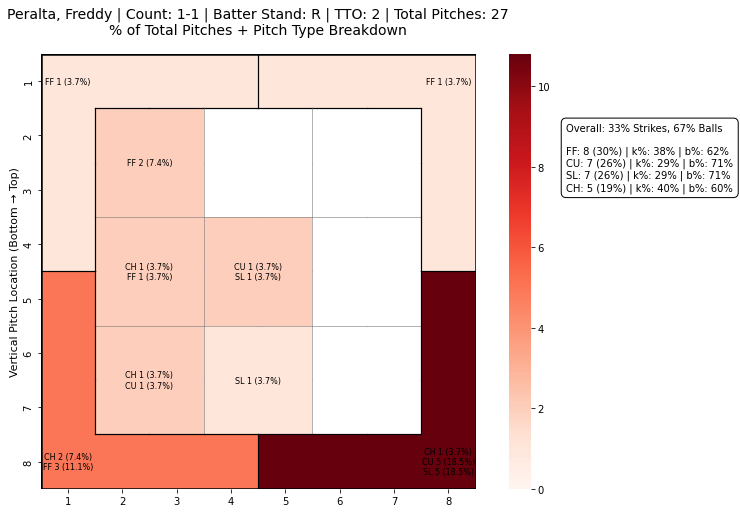 Peralta, Freddy | Count: 1-1 | Batter Stand: R | TTO: 2 | Total Pitches: 27
% of Total Pitches + Pitch Type Breakdown
Vertical Pitch Location (Bottom → Top)
1
2
3
4
5
6
7
8
FF 1 (3.7%)
FF 1 (3.7%)
FF 2 (7.4%)
CH 1 (3.7%)
FF 1 (3.7%)
CU 1 (3.7%)
SL 1 (3.7%)
CH 1 (3.7%)
CU 1 (3.7%)
SL 1 (3.7%)
CH 2 (7.4%)
FF 3 (11.1%)
CH 1 (3.7%)
CU 5 (18.5%)
SL 5 (18.5%)
1 2 3 4 5 6 7 8
10
8
6
4
2
0
Overall: 33% Strikes, 67% Balls
FF: 8 (30%) | k%: 38% | b%: 62%
CU: 7 (26%) | k%: 29% | b%: 71%
SL: 7 (26%) | k%: 29% | b%: 71%
CH: 5 (19%) | k%: 40% | b%: 60%